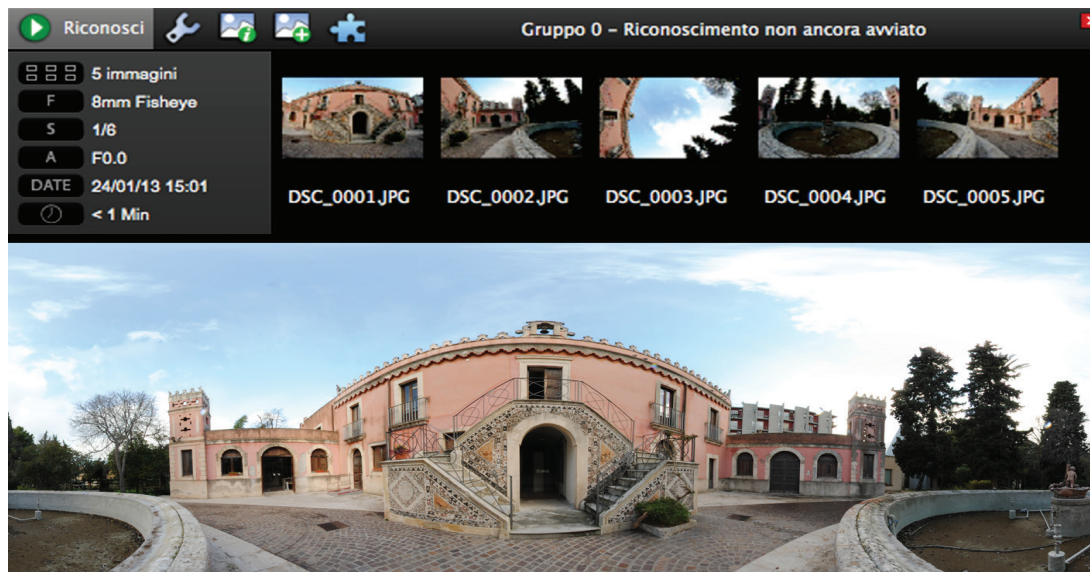 Riconosci
Gruppo 0 – Riconoscimento non ancora avviato
5 immagini
F 8mm Fisheye
S 1/6
A F0.0
DATE 24/01/13 15:01
< 1 Min
DSC_0001.JPG DSC_0002.JPG DSC_0003.JPG DSC_0004.JPG DSC_0005.JPG